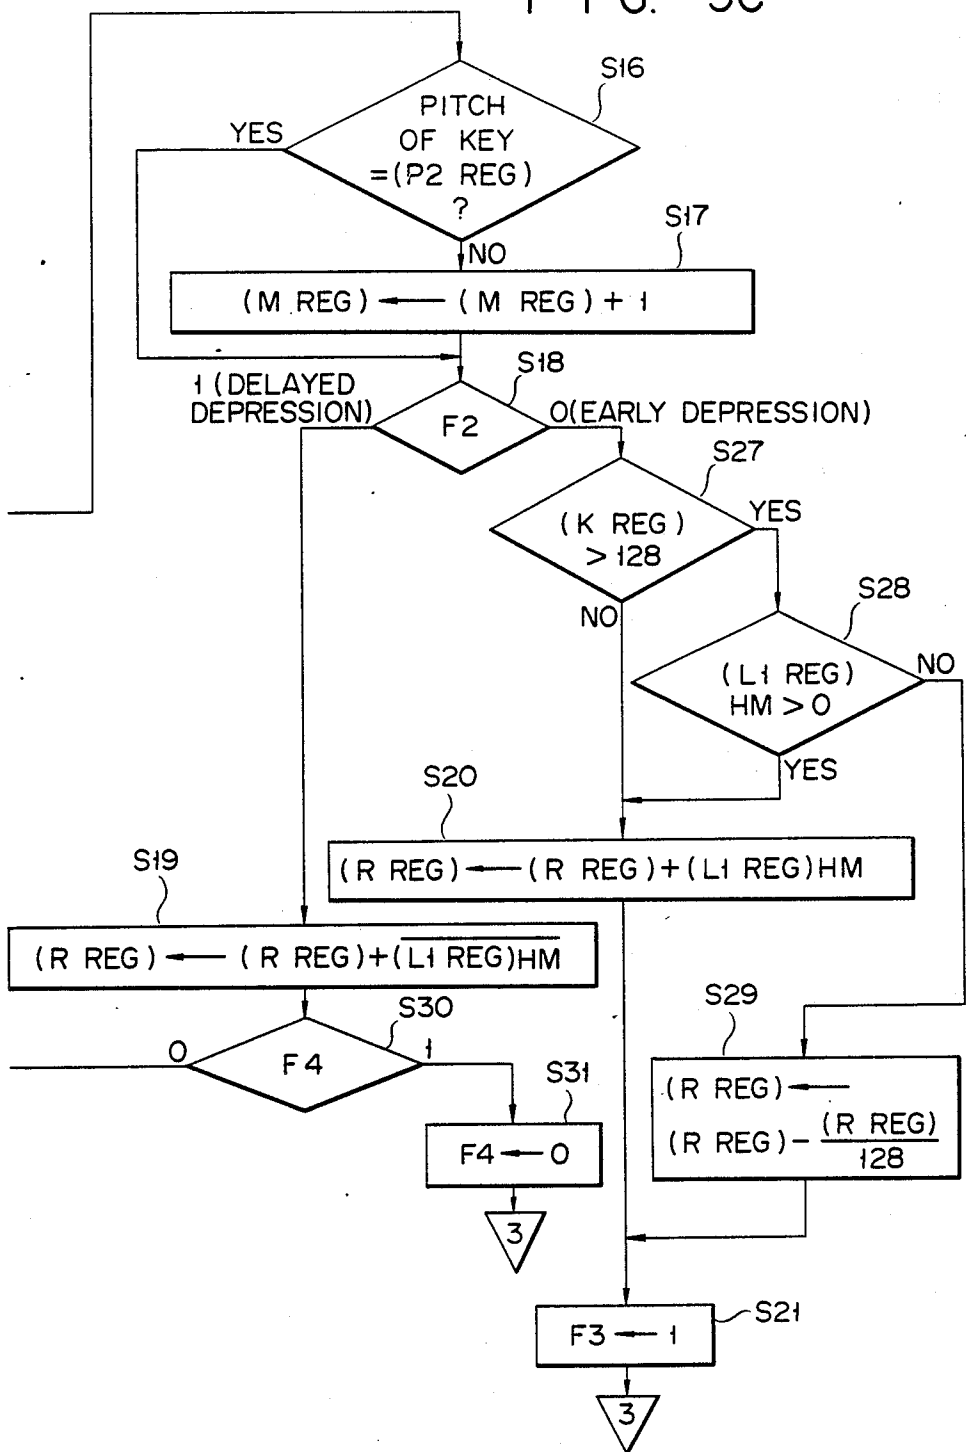 FIG. 5C
S16
PITCH
OF KEY
=(P2 REG)
?
YES
NO
S17
(M REG) ← (M REG) + 1
S18
1 (DELAYED
DEPRESSION)
F2
0(EARLY DEPRESSION)
S27
(K REG)
> 128
YES
NO
S28
(L1 REG)
HM > 0
NO
YES
S20
(R REG) ← (R REG)+(L1 REG)HM
S19
(R REG) ← (R REG)+(L1 REG)HM
S30
0
F4
1
S31
F4 ← 0
3
S29
(R REG) ←
(R REG) - (R REG)
128
S21
F3 ← 1
3